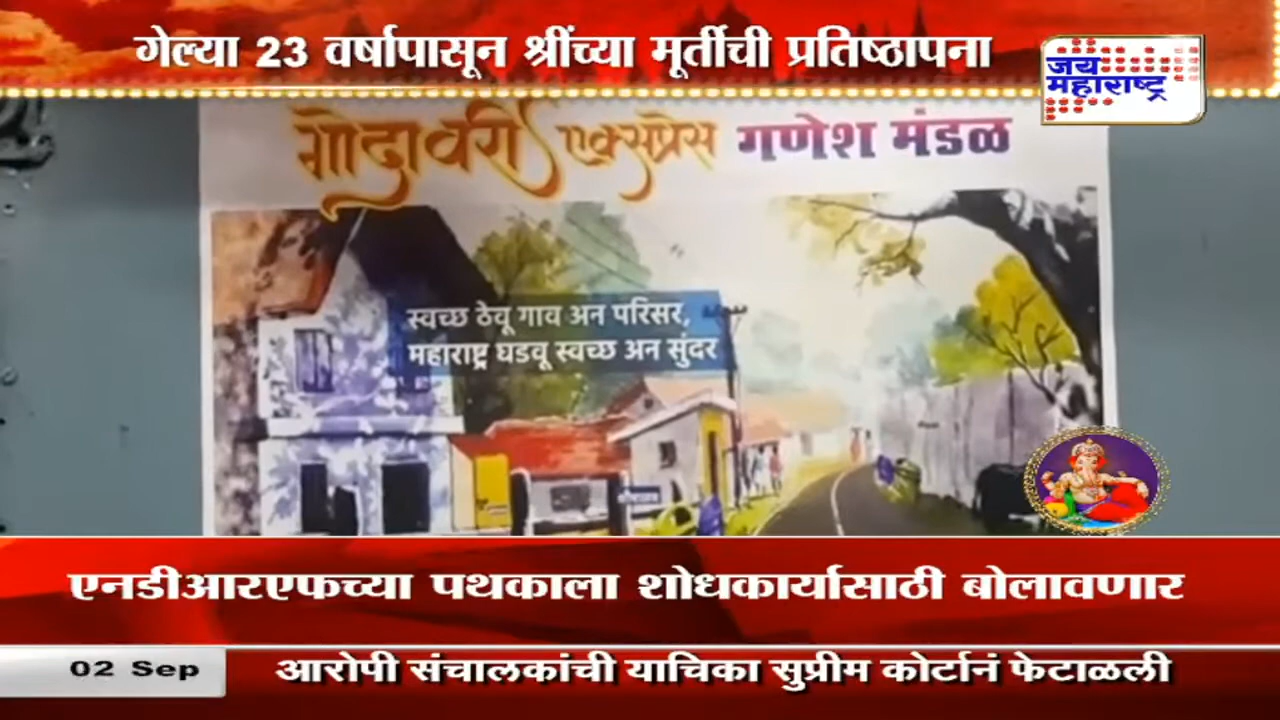 गेल्या 23 वर्षापासून श्रींच्या मूर्तीची प्रतिष्ठापना
जय
महाराष्ट्र
गोदावरी एक्सप्रेस गणेश मंडळ
स्वच्छ ठेवू गाव अन परिसर,
महाराष्ट्र घडवू स्वच्छ अन सुंदर
एनडीआरएफच्या पथकाला शोधकार्यासाठी बोलावणार
02 Sep
आरोपी संचालकांची याचिका सुप्रीम कोर्टानं फेटाळली